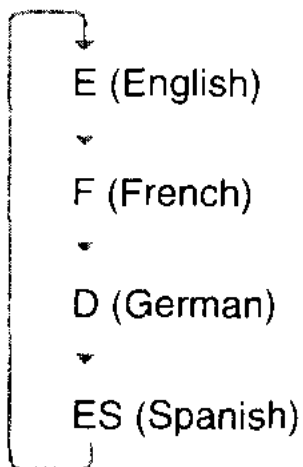 E (English)
F (French)
D (German)
ES (Spanish)